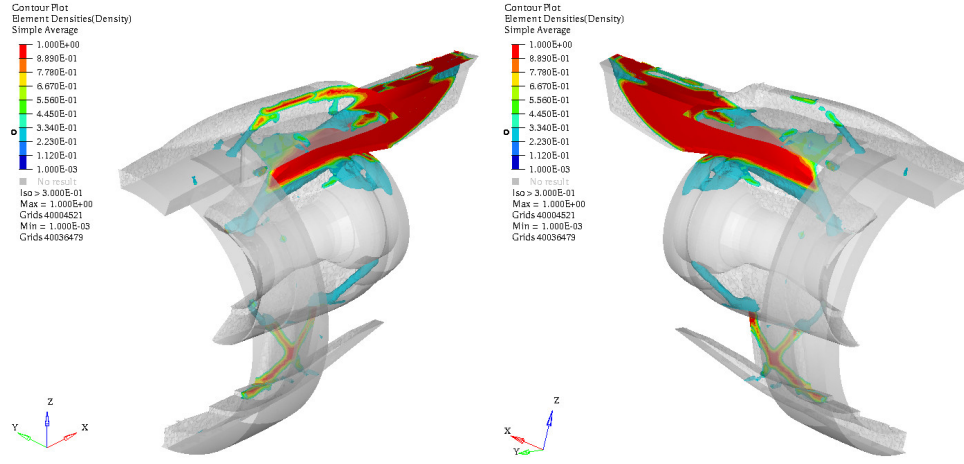 Contour Plot
Element Densities(Density)
Simple Average
1.000E+00
8.890E-01
7.780E-01
6.670E-01
5.560E-01
4.450E-01
3.340E-01
2.230E-01
1.120E-01
1.000E-03
No result
Iso > 3.000E-01
Max = 1.000E+00
Grids 40004521
Min = 1.000E-03
Grids 40036479
Z
Y
X
Contour Plot
Element Densities(Density)
Simple Average
1.000E+00
8.890E-01
7.780E-01
6.670E-01
5.560E-01
4.450E-01
3.340E-01
2.230E-01
1.120E-01
1.000E-03
No result
Iso > 3.000E-01
Max = 1.000E+00
Grids 40004521
Min = 1.000E-03
Grids 40036479
Z
X
Y